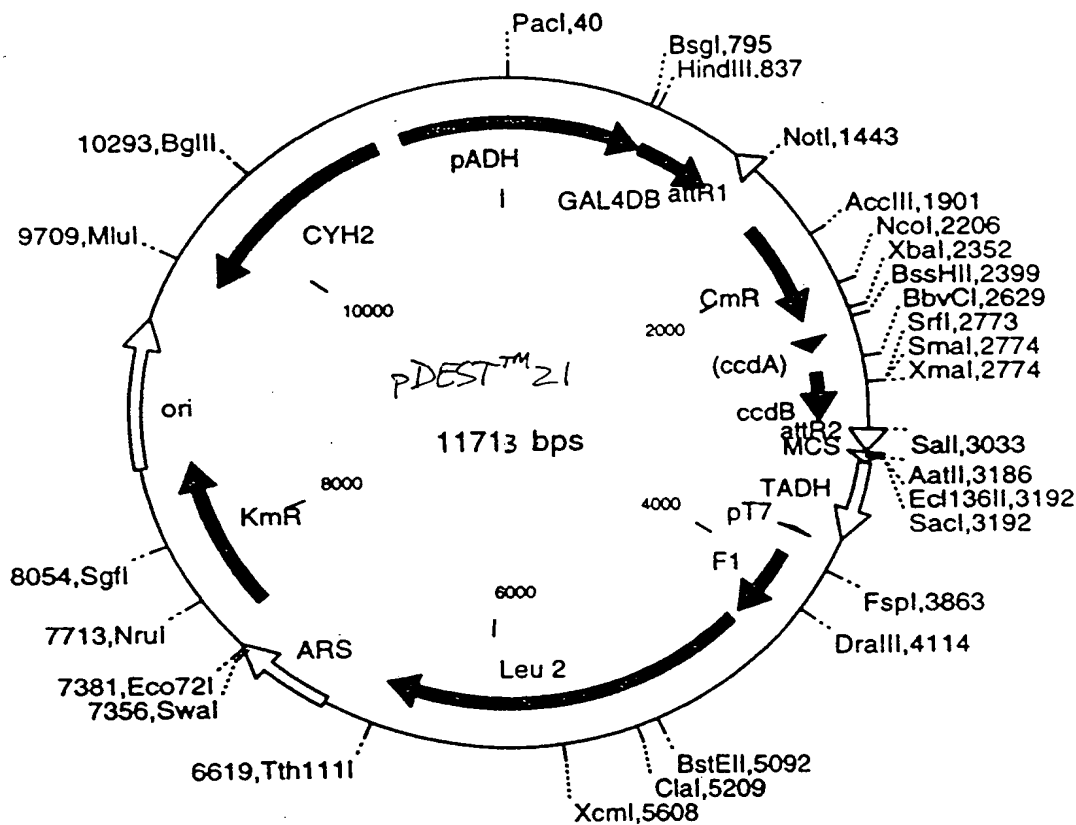 PacI,40
BsgI,795
HindIII,837
NotI,1443
AccIII,1901
NcoI,2206
XbaI,2352
BssHII,2399
BbvCI,2629
SrfI,2773
SmaI,2774
XmaI,2774
SalI,3033
AatII,3186
Ecl136II,3192
SacI,3192
FspI,3863
DraIII,4114
BstEII,5092
ClaI,5209
XcmI,5608
6619,Tth111I
7356,SwaI
7381,Eco72I
7713,NruI
8054,SgfI
9709,MluI
10293,BglII
pADH
GAL4DB
attR1
CmR
(ccdA)
ccdB
attR2
MCS
TADH
pT7
F1
Leu 2
ARS
KmR
ori
CYH2
1
2000
4000
6000
8000
10000
pDEST™21
11713 bps